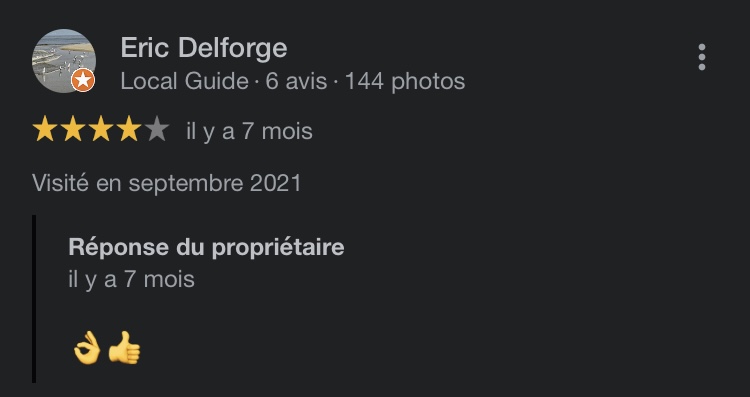 Eric Delforge
Local Guide · 6 avis · 144 photos
il y a 7 mois
Visité en septembre 2021
Réponse du propriétaire
il y a 7 mois
👌👍